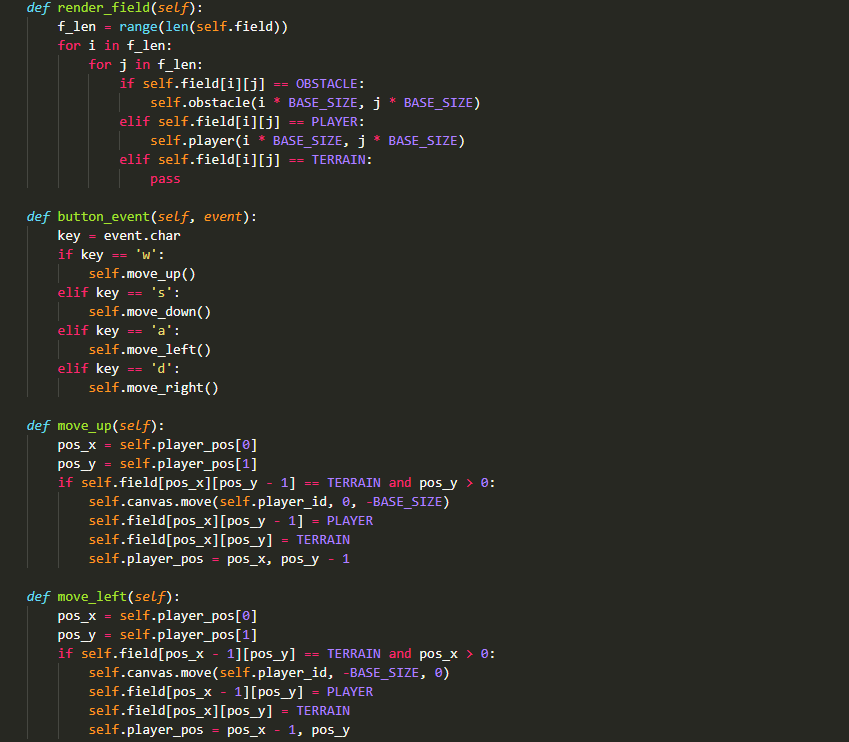 def render_field(self):
    f_len = range(len(self.field))
    for i in f_len:
        for j in f_len:
            if self.field[i][j] == OBSTACLE:
                self.obstacle(i * BASE_SIZE, j * BASE_SIZE)
            elif self.field[i][j] == PLAYER:
                self.player(i * BASE_SIZE, j * BASE_SIZE)
            elif self.field[i][j] == TERRAIN:
                pass

def button_event(self, event):
    key = event.char
    if key == 'w':
        self.move_up()
    elif key == 's':
        self.move_down()
    elif key == 'a':
        self.move_left()
    elif key == 'd':
        self.move_right()

def move_up(self):
    pos_x = self.player_pos[0]
    pos_y = self.player_pos[1]
    if self.field[pos_x][pos_y - 1] == TERRAIN and pos_y > 0:
        self.canvas.move(self.player_id, 0, -BASE_SIZE)
        self.field[pos_x][pos_y - 1] = PLAYER
        self.field[pos_x][pos_y] = TERRAIN
        self.player_pos = pos_x, pos_y - 1

def move_left(self):
    pos_x = self.player_pos[0]
    pos_y = self.player_pos[1]
    if self.field[pos_x - 1][pos_y] == TERRAIN and pos_x > 0:
        self.canvas.move(self.player_id, -BASE_SIZE, 0)
        self.field[pos_x - 1][pos_y] = PLAYER
        self.field[pos_x][pos_y] = TERRAIN
        self.player_pos = pos_x - 1, pos_y